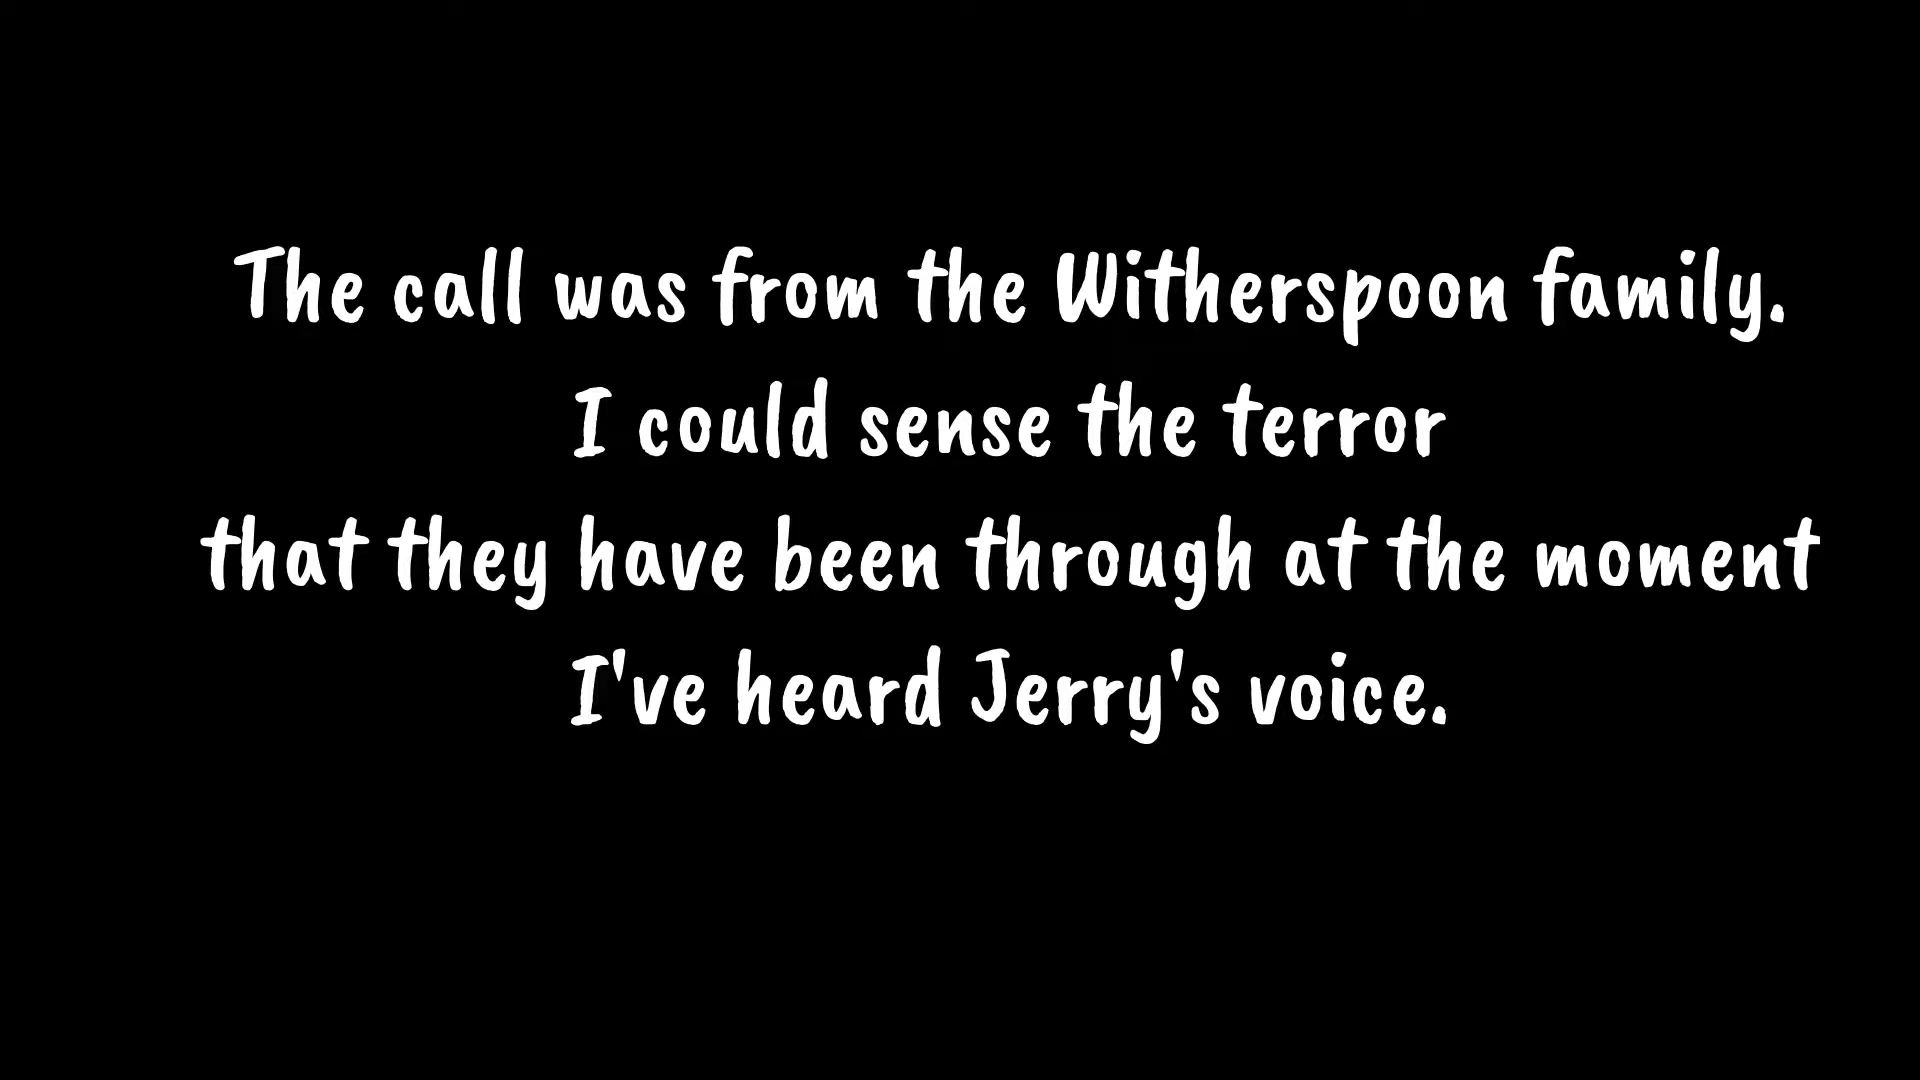 The call was from the Witherspoon family.
I could sense the terror
that they have been through at the moment
I've heard Jerry's voice.